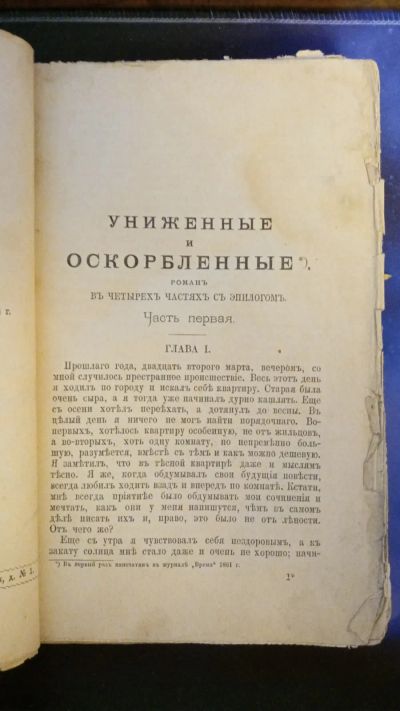 УНИЖЕННЫЕ
И
ОСКОРБЛЕННЫЕ*).
РОМАНЪ
ВЪ ЧЕТЫРЕХЪ ЧАСТЯХЪ СЪ ЭПИЛОГОМЪ.
Часть первая.
ГЛАВА I.
Прошлаго года, двадцать второго марта, вечеромъ, со
мной случилось престранное происшествіе. Весь этотъ день
я ходилъ по городу и искалъ себѣ квартиру. Старая была
очень сыра, а я тогда уже начиналъ дурно кашлять. Еще
съ осени хотѣлъ переѣхать, а дотянулъ до весны. Въ
цѣлый день я ничего не могъ найти порядочнаго. Во-
первыхъ, хотѣлось квартиру особенную, не отъ жильцовъ,
а во-вторыхъ, хоть одну комнату, но непремѣнно боль-
шую, разумѣется, вмѣстѣ съ тѣмъ и какъ можно дешевую.
Я замѣтилъ, что въ тѣсной квартирѣ даже и мыслямъ
тѣсно. Я же, когда обдумывалъ свои будущія повѣсти,
всегда любилъ ходить взадъ и впередъ по комнатѣ. Кстати,
мнѣ всегда пріятнѣе было обдумывать мои сочиненія и
мечтать, какъ они у меня напишутся, чѣмъ въ самомъ
дѣлѣ писать ихъ и, право, это было не отъ лѣности.
Отъ чего же?
Еще съ утра я чувствовалъ себя нездоровымъ, а къ
закату солнца мнѣ стало даже и очень не хорошо; начи-
*) Въ первый разъ напечатанъ въ журналѣ „Время“ 1861 г.
1*
г.
д. № 5.